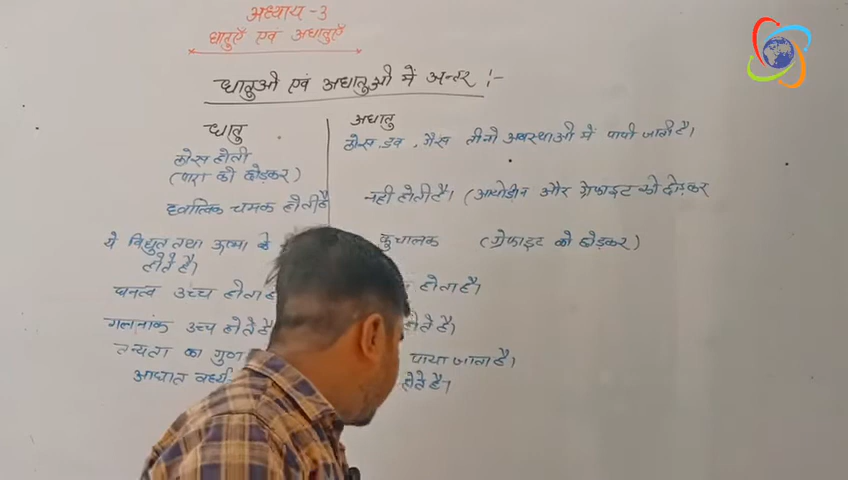 अध्याय -3
धातुएँ एवं अधातुएँ
धातुओ एवं अधातुओ में अन्तर :-
धातु
अधातु
ठोस होती
(पारा को छोड़कर)
ठोस, द्रव, गैस तीनो अवस्थाओ में पायी जाती है।
धात्विक चमक होती है
नही होती है। (आयोडीन और ग्रेफाइट को छोड़कर
ये विद्युत तथा ऊष्मा के
होते है।
कुचालक (ग्रेफाइट को छोड़कर)
घनत्व उच्च होता है
होता है।
गलनांक उच्च होते है
होते है।
तन्यता का गुण
पाया जाता है।
आघात वर्ध्य
होते है।